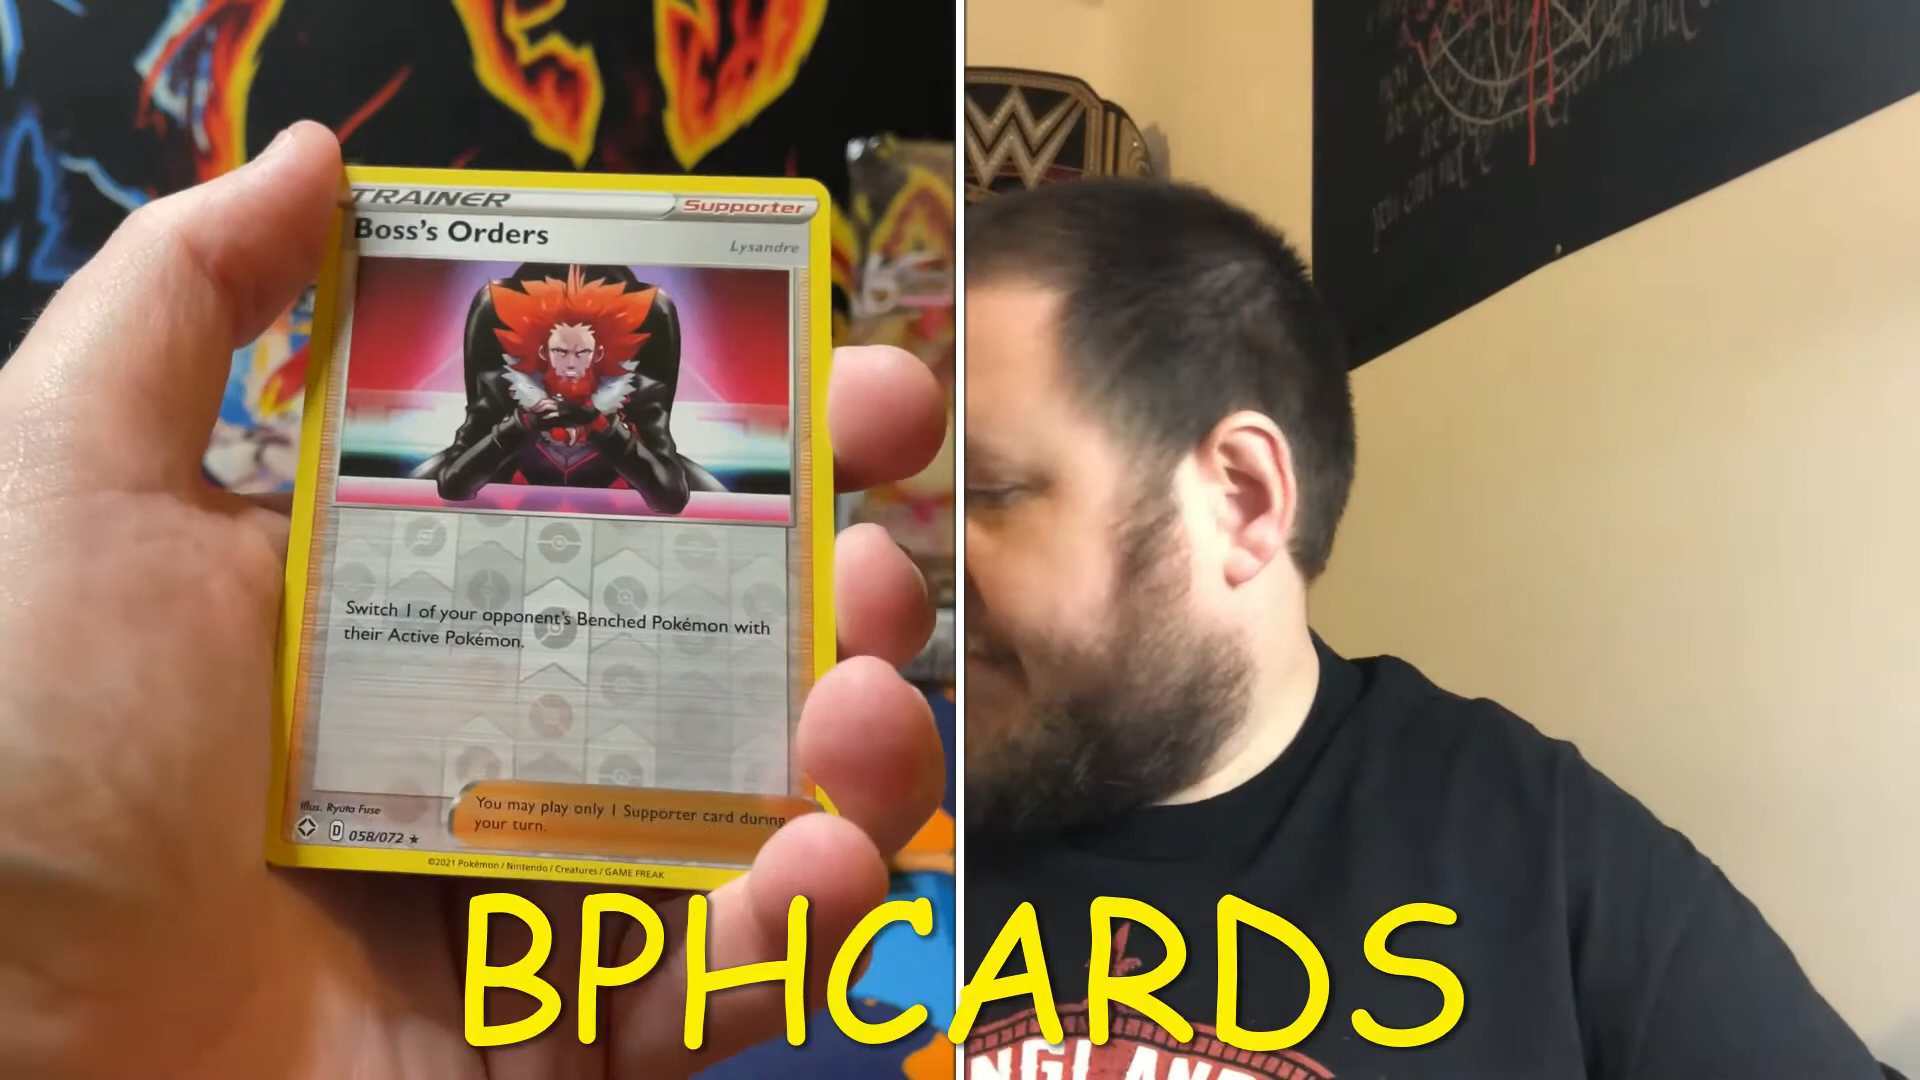 TRAINER
Supporter
Boss's Orders
Lysandre
Switch 1 of your opponent's Benched Pokémon with
their Active Pokémon.
You may play only 1 Supporter card during
your turn.
Illus. Ryuta Fuse
D 058/072 ★
©2021 Pokémon / Nintendo / Creatures / GAME FREAK
W
BPHCARDS